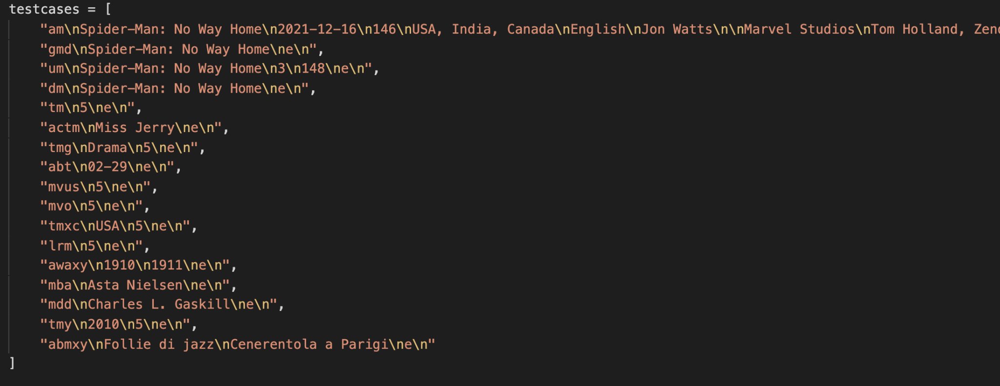 testcases = [
"am\nSpider-Man: No Way Home\n2021-12-16\n146\nUSA, India, Canada\nEnglish\nJon Watts\n\nMarvel Studios\nTom Holland,
"gmd\nSpider-Man: No Way Home\ne\n",
"um\nSpider-Man: No Way Home\n3\n148\ne\n",
"dm\nSpider-Man: No Way Home\ne\n",
"tm\n5\ne\n",
"actm\nMiss Jerry\ne\n",
"tmg\nDrama\n5\ne\n",
"abt\n02-29\ne\n",
"mvus\n5\ne\n",
"mvo\n5\ne\n",
"tmxc\nUSA\n5\ne\n",
"lrm\n5\ne\n",
"awaxy\n1910\n1911\ne\n",
"mba\nAsta Nielsen\ne\n",
"mdd\nCharles L. Gaskill\ne\n",
"tmy\n2010\n5\ne\n",
"abmxy\nFollie di jazz\nCenerentola a Parigi\ne\n"
]